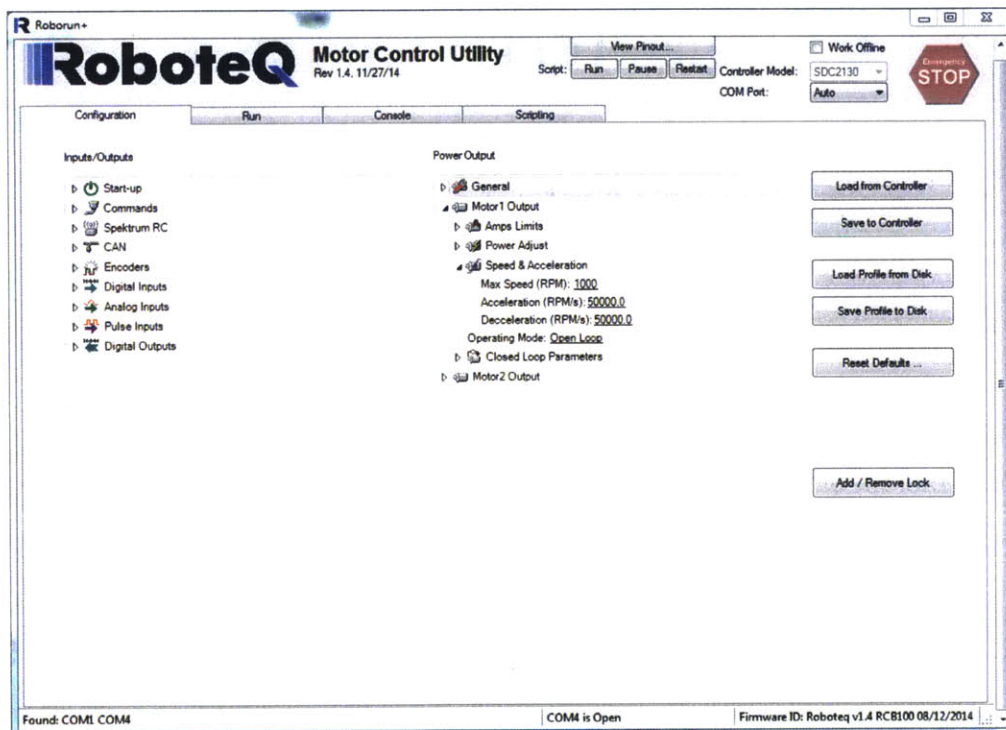 Roborun+
RoboteQ
Motor Control Utility
Rev 1.4. 11/27/14
View Pinout...
Script: Run Pause Restart
Work Offline
Controller Model: SDC2130
COM Port: Auto
Emergency
STOP
Configuration Run Console Scripting
Inputs/Outputs
Start-up
Commands
Spektrum RC
CAN
Encoders
Digital Inputs
Analog Inputs
Pulse Inputs
Digital Outputs
Power Output
General
Motor1 Output
Amps Limits
Power Adjust
Speed & Acceleration
Max Speed (RPM): 1000
Acceleration (RPM/s): 50000.0
Decceleration (RPM/s): 50000.0
Operating Mode: Open Loop
Closed Loop Parameters
Motor2 Output
Load from Controller
Save to Controller
Load Profile from Disk
Save Profile to Disk
Reset Defaults ...
Add / Remove Lock
Found: COM1 COM4
COM4 is Open
Firmware ID: Roboteq v1.4 RCB100 08/12/2014